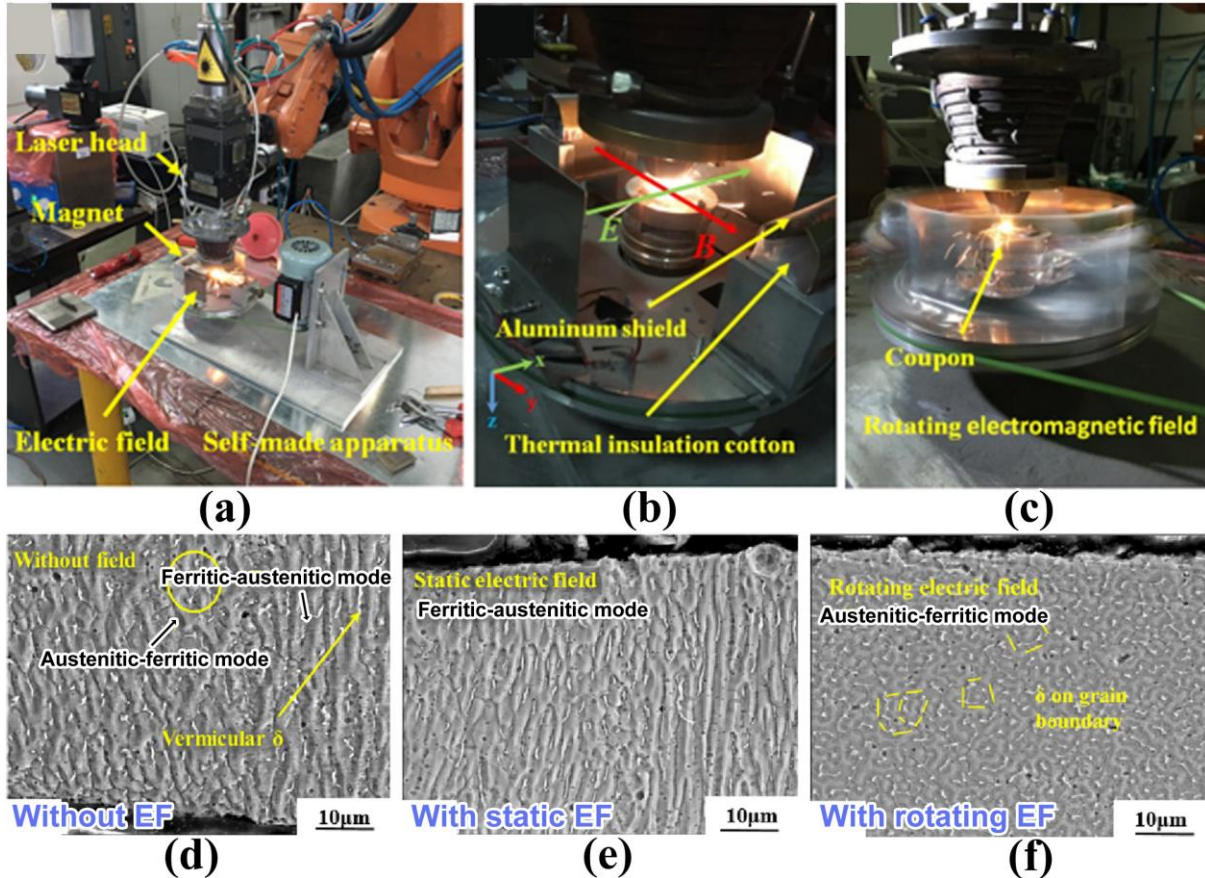 Laser head
Magnet
Electric field
Self-made apparatus
(a)
E
B
Aluminum shield
x
y
z
Thermal insulation cotton
(b)
Coupon
Rotating electromagnetic field
(c)
Without field
Ferritic-austenitic mode
Austenitic-ferritic mode
Vermicular δ
Without EF
10μm
(d)
Static electric field
Ferritic-austenitic mode
With static EF
10μm
(e)
Rotating electric field
Austenitic-ferritic mode
δ on grain
boundary
With rotating EF
10μm
(f)